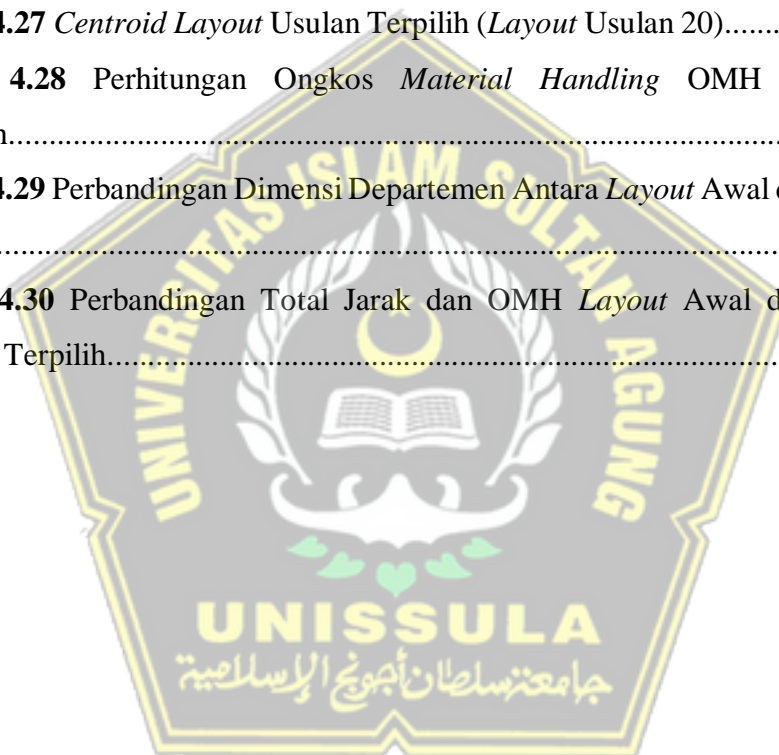 4.27 Centroid Layout Usulan Terpilih (Layout Usulan 20).......
4.28 Perhitungan Ongkos Material Handling OMH
..........................................................................................
4.29 Perbandingan Dimensi Departemen Antara Layout Awal
..........................................................................................
4.30 Perbandingan Total Jarak dan OMH Layout Awal
Terpilih..................................................................................
UNIVERSITAS ISLAM SULTAN AGUNG
UNISSULA
جامعتنسلطان أجونج الإسلامية